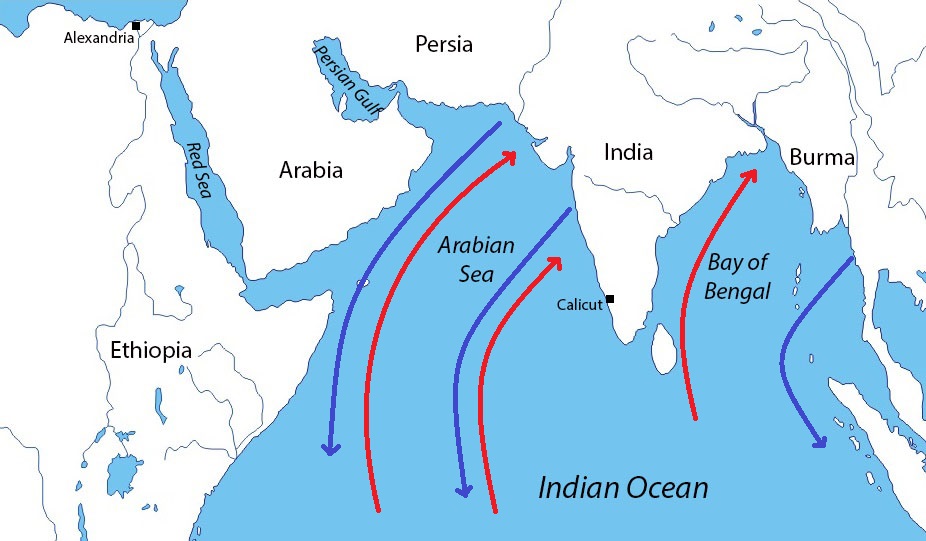 Alexandria
Persia
Persian Gulf
Red Sea
Arabia
India
Burma
Arabian
Sea
Bay of
Bengal
Calicut
Ethiopia
Indian Ocean